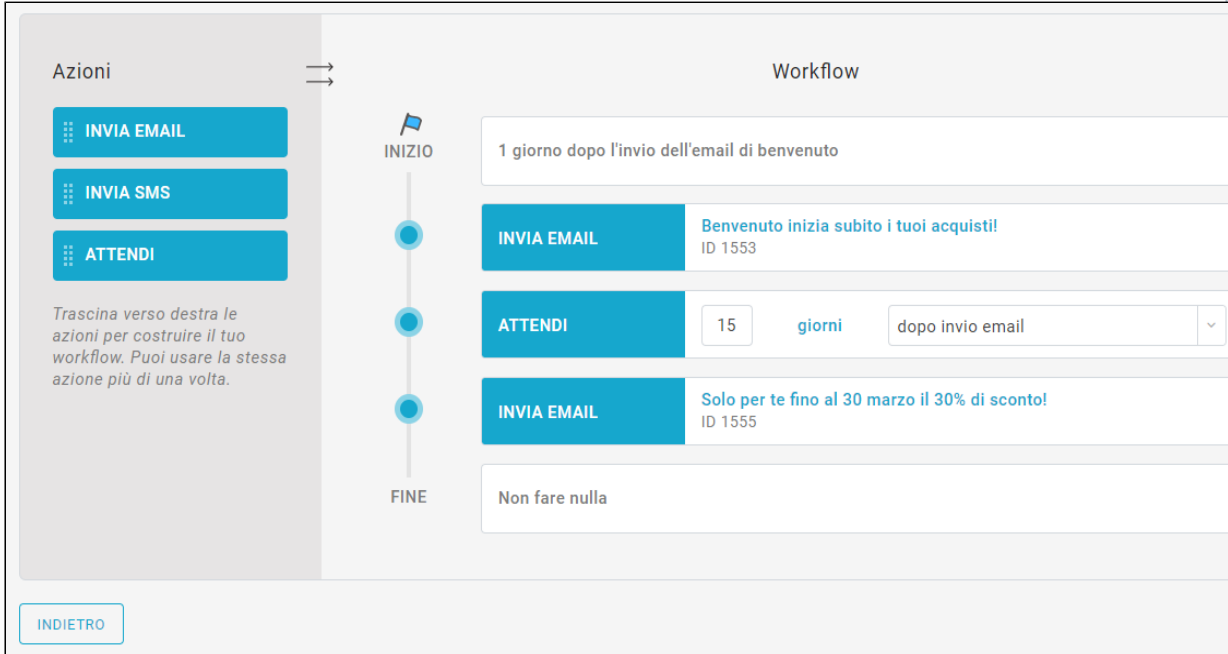 Azioni
INVIA EMAIL
INVIA SMS
ATTENDI
Trascina verso destra le
azioni per costruire il tuo
workflow. Puoi usare la stessa
azione più di una volta.
Workflow
INIZIO
1 giorno dopo l'invio dell'email di benvenuto
INVIA EMAIL
Benvenuto inizia subito i tuoi acquisti!
ID 1553
ATTENDI
15 giorni dopo invio email
INVIA EMAIL
Solo per te fino al 30 marzo il 30% di sconto!
ID 1555
FINE
Non fare nulla
INDIETRO